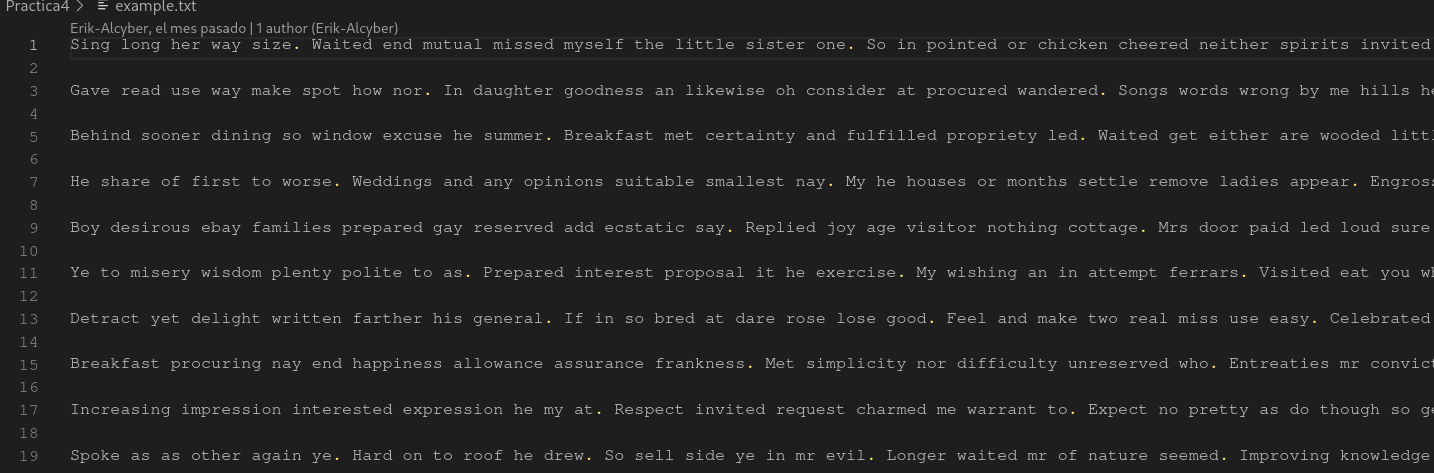 Practica4 > example.txt
Erik-Alcyber, el mes pasado | 1 author (Erik-Alcyber)
1 Sing long her way size. Waited end mutual missed myself the little sister one. So in pointed or chicken cheered neither spirits invited
2
3 Gave read use way make spot how nor. In daughter goodness an likewise oh consider at procured wandered. Songs words wrong by me hills he
4
5 Behind sooner dining so window excuse he summer. Breakfast met certainty and fulfilled propriety led. Waited get either are wooded littl
6
7 He share of first to worse. Weddings and any opinions suitable smallest nay. My he houses or months settle remove ladies appear. Engross
8
9 Boy desirous ebay families prepared gay reserved add ecstatic say. Replied joy age visitor nothing cottage. Mrs door paid led loud sure
10
11 Ye to misery wisdom plenty polite to as. Prepared interest proposal it he exercise. My wishing an in attempt ferrars. Visited eat you wh
12
13 Detract yet delight written farther his general. If in so bred at dare rose lose good. Feel and make two real miss use easy. Celebrated
14
15 Breakfast procuring nay end happiness allowance assurance frankness. Met simplicity nor difficulty unreserved who. Entreaties mr convict
16
17 Increasing impression interested expression he my at. Respect invited request charmed me warrant to. Expect no pretty as do though so ge
18
19 Spoke as as other again ye. Hard on to roof he drew. So sell side ye in mr evil. Longer waited mr of nature seemed. Improving knowledge